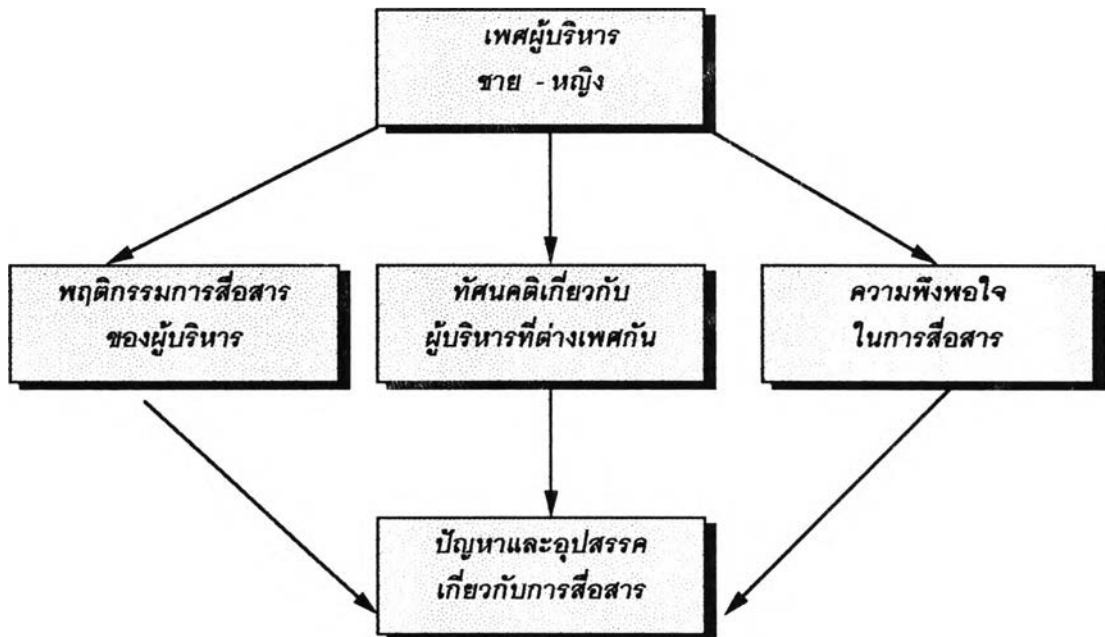 เพศผู้บริหาร
ชาย - หญิง
พฤติกรรมการสื่อสาร
ของผู้บริหาร
ทัศนคติเกี่ยวกับ
ผู้บริหารที่ต่างเพศกัน
ความพึงพอใจ
ในการสื่อสาร
ปัญหาและอุปสรรค
เกี่ยวกับการสื่อสาร